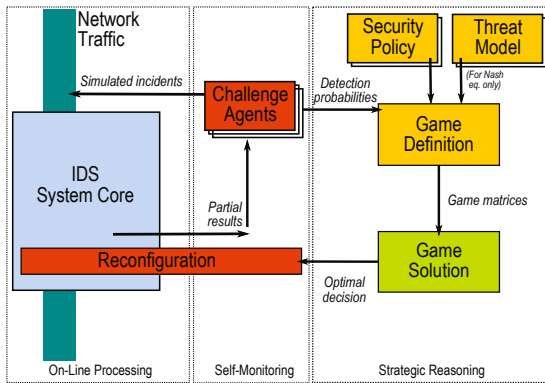 Network
Traffic
Security
Policy
Threat
Model
Simulated incidents
(For Nash
eq. only)
Challenge
Agents
Detection
probabilities
Game
Definition
IDS
System Core
Partial
results
Game matrices
Reconfiguration
Game
Solution
Optimal
decision
On-Line Processing
Self-Monitoring
Strategic Reasoning